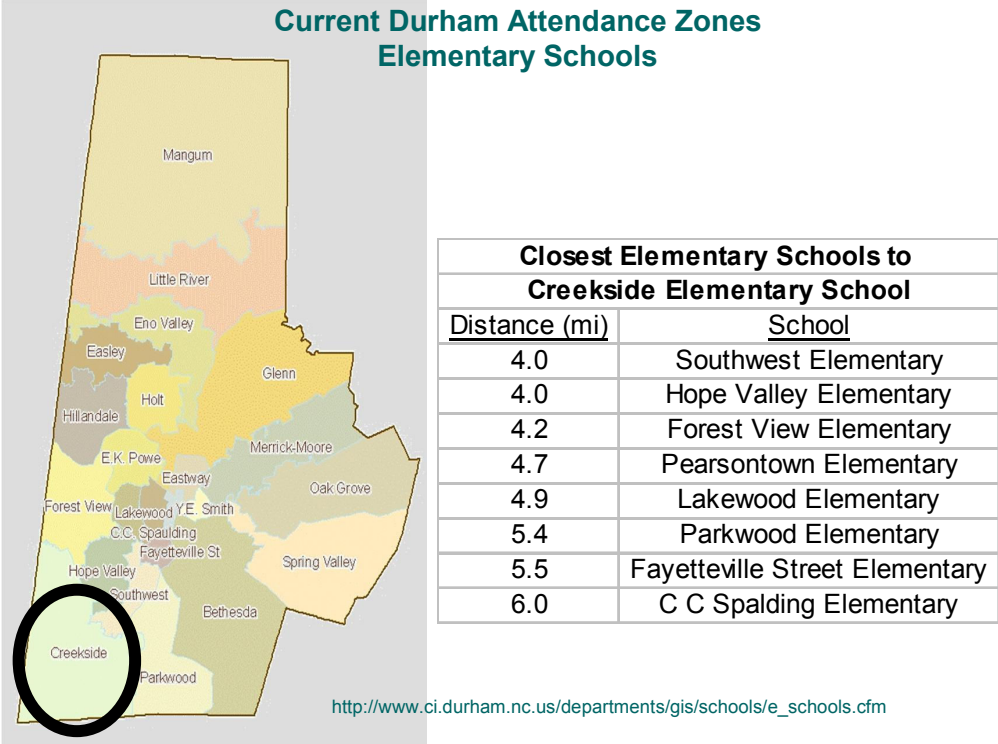 Current Durham Attendance Zones
Elementary Schools
Mangum
Little River
Eno Valley
Easley
Glenn
Holt
Hillandale
Merrick-Moore
E.K. Powe
Eastway
Oak Grove
Forest View
Lakewood
Y.E. Smith
C.C. Spaulding
Fayetteville St
Spring Valley
Hope Valley
Southwest
Bethesda
Creekside
Parkwood
Closest Elementary Schools to
Creekside Elementary School
Distance (mi) School
4.0 Southwest Elementary
4.0 Hope Valley Elementary
4.2 Forest View Elementary
4.7 Pearsontown Elementary
4.9 Lakewood Elementary
5.4 Parkwood Elementary
5.5 Fayetteville Street Elementary
6.0 C C Spalding Elementary
http://www.ci.durham.nc.us/departments/gis/schools/e_schools.cfm